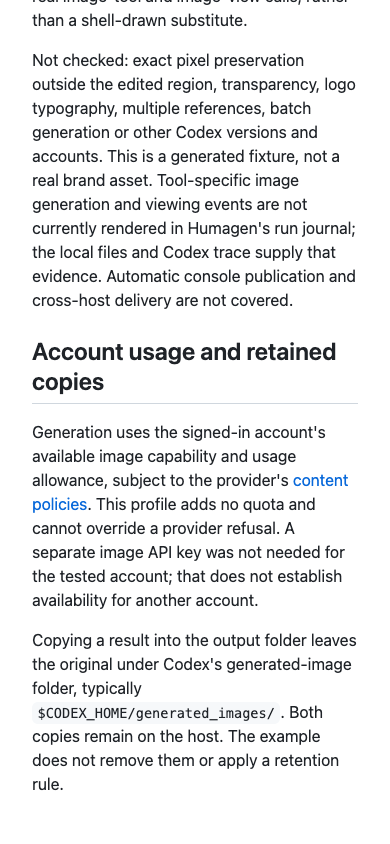 than a shell-drawn substitute.
Not checked: exact pixel preservation
outside the edited region, transparency, logo
typography, multiple references, batch
generation or other Codex versions and
accounts. This is a generated fixture, not a
real brand asset. Tool-specific image
generation and viewing events are not
currently rendered in Humagen's run journal;
the local files and Codex trace supply that
evidence. Automatic console publication and
cross-host delivery are not covered.
Account usage and retained
copies
Generation uses the signed-in account's
available image capability and usage
allowance, subject to the provider's content
policies. This profile adds no quota and
cannot override a provider refusal. A
separate image API key was not needed for
the tested account; that does not establish
availability for another account.
Copying a result into the output folder leaves
the original under Codex's generated-image
folder, typically
$CODEX_HOME/generated_images/ . Both
copies remain on the host. The example
does not remove them or apply a retention
rule.